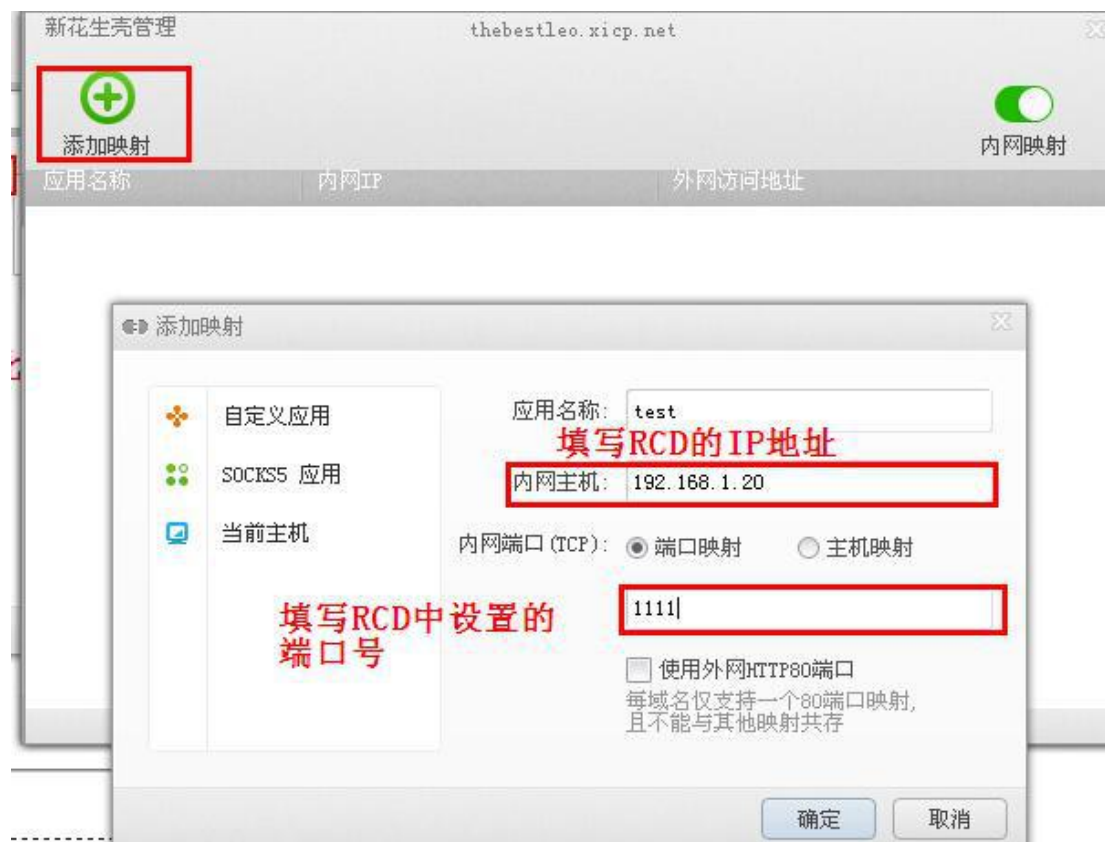 新花生壳管理
thebestleo.xicp.net
添加映射
内网映射
应用名称 内网IP 外网访问地址
添加映射
自定义应用
SOCKS5 应用
当前主机
应用名称: test
填写RCD的IP地址
内网主机: 192.168.1.20
内网端口(TCP): 端口映射 主机映射
填写RCD中设置的
端口号
1111
使用外网HTTP80端口
每域名仅支持一个80端口映射,
且不能与其他映射共存
确定 取消